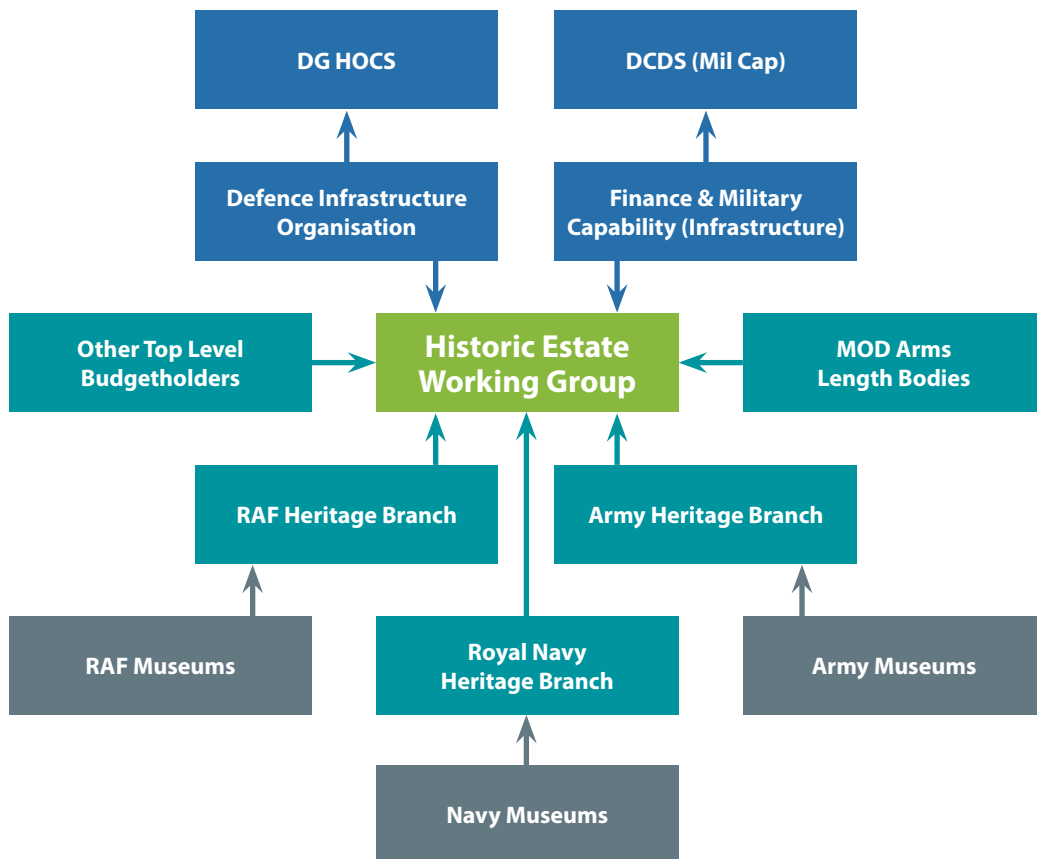 DG HOCS
DCDS (Mil Cap)
Defence Infrastructure
Organisation
Finance & Military
Capability (Infrastructure)
Other Top Level
Budgetholders
Historic Estate
Working Group
MOD Arms
Length Bodies
RAF Heritage Branch
Army Heritage Branch
RAF Museums
Royal Navy
Heritage Branch
Army Museums
Navy Museums